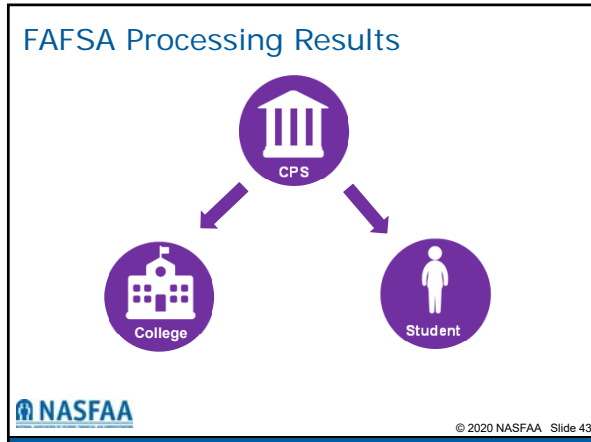 FAFSA Processing Results
CPS
College
Student
NASFAA
© 2020 NASFAA Slide 43